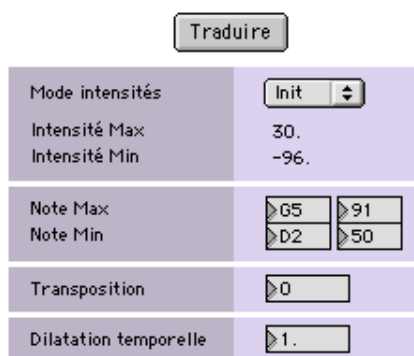 Traduire
Mode intensités Init
Intensité Max 30.
Intensité Min -96.
Note Max G5 91
Note Min D2 50
Transposition 0
Dilatation temporelle 1.